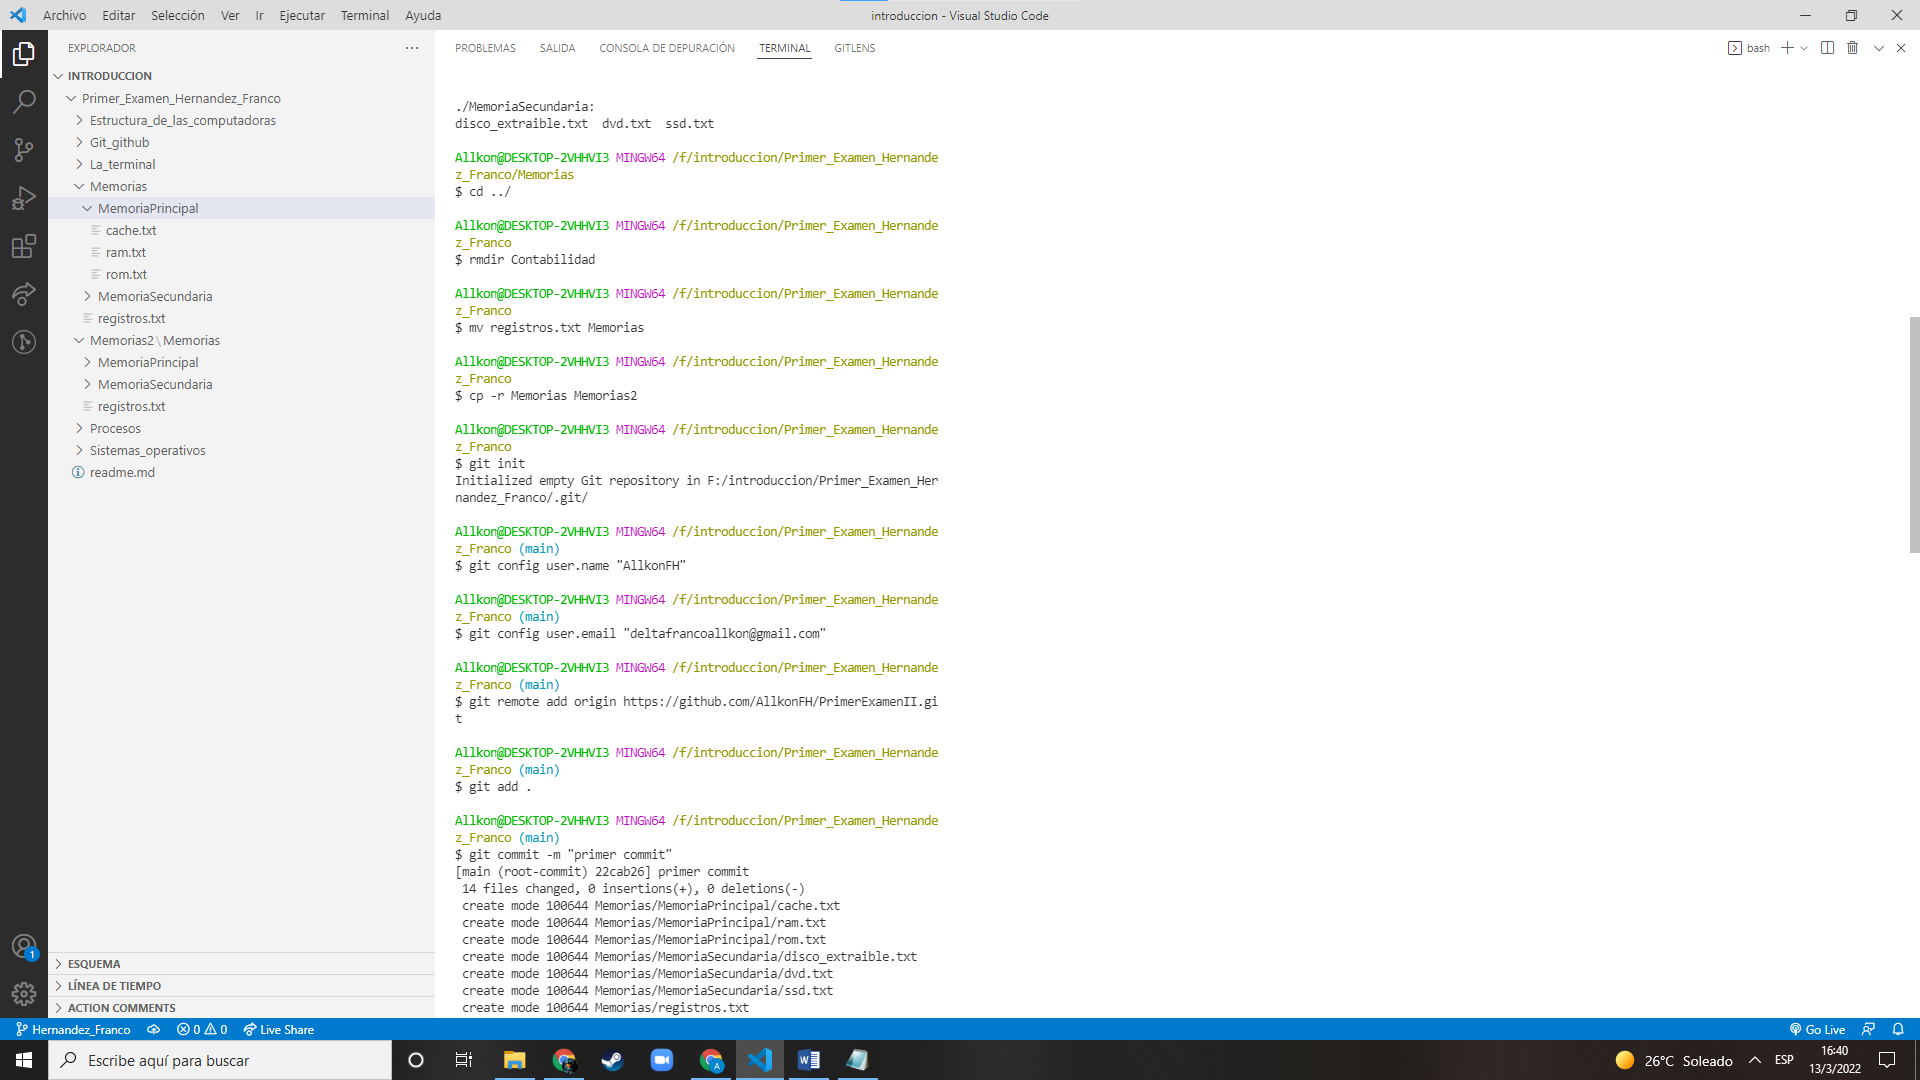 Archivo Editar Selección Ver Ir Ejecutar Terminal Ayuda
introduccion - Visual Studio Code
EXPLORADOR
INTRODUCCION
Primer_Examen_Hernandez_Franco
Estructura_de_las_computadoras
Git_github
La_terminal
Memorias
MemoriaPrincipal
cache.txt
ram.txt
rom.txt
MemoriaSecundaria
registros.txt
Memorias2\Memorias
MemoriaPrincipal
MemoriaSecundaria
registros.txt
Procesos
Sistemas_operativos
readme.md
ESQUEMA
LÍNEA DE TIEMPO
ACTION COMMENTS
PROBLEMAS SALIDA CONSOLA DE DEPURACIÓN TERMINAL GITLENS
bash
./MemoriaSecundaria:
disco_extraible.txt  dvd.txt  ssd.txt
Allkon@DESKTOP-2VHHVI3 MINGW64 /f/introduccion/Primer_Examen_Hernande
z_Franco/Memorias
$ cd ../
Allkon@DESKTOP-2VHHVI3 MINGW64 /f/introduccion/Primer_Examen_Hernande
z_Franco
$ rmdir Contabilidad
Allkon@DESKTOP-2VHHVI3 MINGW64 /f/introduccion/Primer_Examen_Hernande
z_Franco
$ mv registros.txt Memorias
Allkon@DESKTOP-2VHHVI3 MINGW64 /f/introduccion/Primer_Examen_Hernande
z_Franco
$ cp -r Memorias Memorias2
Allkon@DESKTOP-2VHHVI3 MINGW64 /f/introduccion/Primer_Examen_Hernande
z_Franco
$ git init
Initialized empty Git repository in F:/introduccion/Primer_Examen_Her
nandez_Franco/.git/
Allkon@DESKTOP-2VHHVI3 MINGW64 /f/introduccion/Primer_Examen_Hernande
z_Franco (main)
$ git config user.name "AllkonFH"
Allkon@DESKTOP-2VHHVI3 MINGW64 /f/introduccion/Primer_Examen_Hernande
z_Franco (main)
$ git config user.email "deltafrancoallkon@gmail.com"
Allkon@DESKTOP-2VHHVI3 MINGW64 /f/introduccion/Primer_Examen_Hernande
z_Franco (main)
$ git remote add origin https://github.com/AllkonFH/PrimerExamenII.gi
t
Allkon@DESKTOP-2VHHVI3 MINGW64 /f/introduccion/Primer_Examen_Hernande
z_Franco (main)
$ git add .
Allkon@DESKTOP-2VHHVI3 MINGW64 /f/introduccion/Primer_Examen_Hernande
z_Franco (main)
$ git commit -m "primer commit"
[main (root-commit) 22cab26] primer commit
14 files changed, 0 insertions(+), 0 deletions(-)
create mode 100644 Memorias/MemoriaPrincipal/cache.txt
create mode 100644 Memorias/MemoriaPrincipal/ram.txt
create mode 100644 Memorias/MemoriaPrincipal/rom.txt
create mode 100644 Memorias/MemoriaSecundaria/disco_extraible.txt
create mode 100644 Memorias/MemoriaSecundaria/dvd.txt
create mode 100644 Memorias/MemoriaSecundaria/ssd.txt
create mode 100644 Memorias/registros.txt
1
Hernandez_Franco 0 0 Live Share Go Live
Escribe aquí para buscar
26°C Soleado ESP
16:40
13/3/2022